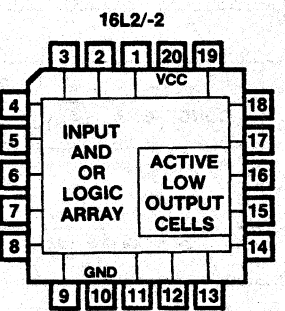 16L2/-2
3 2 1 20 19
VCC
4 18
5 17
6 16
7 15
8 14
INPUT
AND
OR
LOGIC
ARRAY
ACTIVE
LOW
OUTPUT
CELLS
GND
9 10 11 12 13